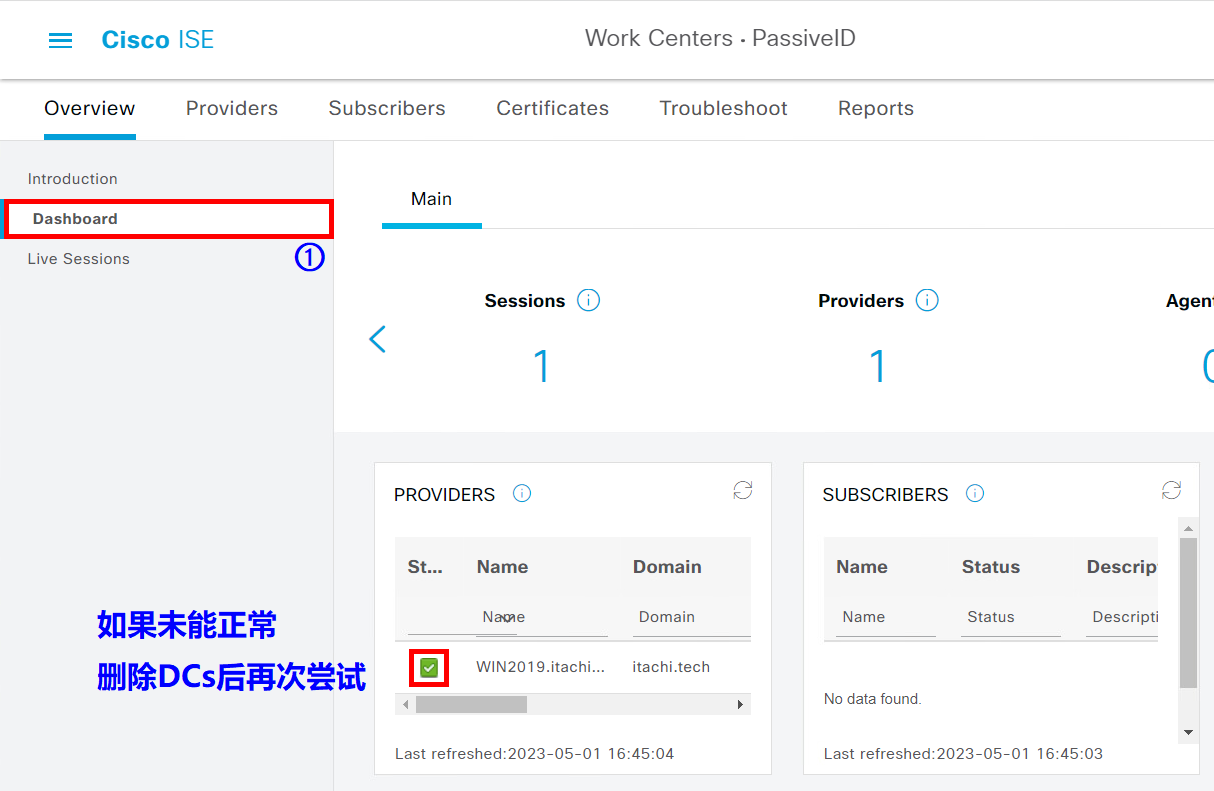 Cisco ISE
Work Centers · PassiveID
Overview Providers Subscribers Certificates Troubleshoot Reports
Introduction
Dashboard
Live Sessions
①
Main
Sessions Providers
1 1
PROVIDERS
St... Name Domain
Name Domain
WIN2019.itachi... itachi.tech
Last refreshed:2023-05-01 16:45:04
SUBSCRIBERS
Name Status Descrip
Name Status Descripti
No data found.
Last refreshed:2023-05-01 16:45:03
如果未能正常
删除DCs后再次尝试